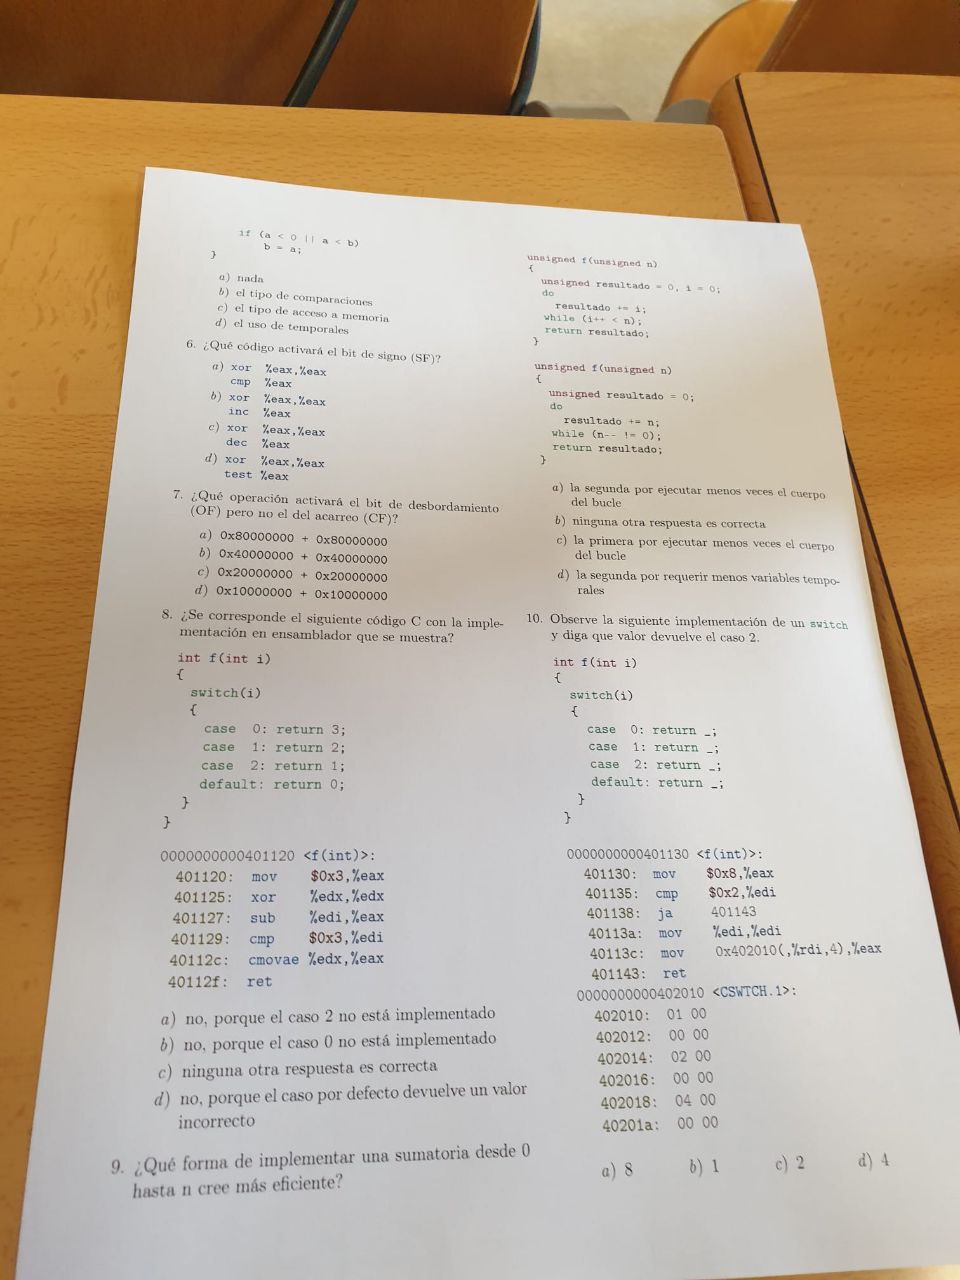 if (a < 0 || a < b)
b = a;
}
a) nada
b) el tipo de comparaciones
c) el tipo de acceso a memoria
d) el uso de temporales
6. ¿Qué código activará el bit de signo (SF)?
a) xor %eax,%eax
cmp %eax
b) xor %eax,%eax
inc %eax
c) xor %eax,%eax
dec %eax
d) xor %eax,%eax
test %eax
7. ¿Qué operación activará el bit de desbordamiento
(OF) pero no el del acarreo (CF)?
a) 0x80000000 + 0x80000000
b) 0x40000000 + 0x40000000
c) 0x20000000 + 0x20000000
d) 0x10000000 + 0x10000000
8. ¿Se corresponde el siguiente código C con la imple-
mentación en ensamblador que se muestra?
int f(int i)
{
switch(i)
{
case 0: return 3;
case 1: return 2;
case 2: return 1;
default: return 0;
}
}
0000000000401120 <f(int)>:
401120: mov $0x3,%eax
401125: xor %edx,%edx
401127: sub %edi,%eax
401129: cmp $0x3,%edi
40112c: cmovae %edx,%eax
40112f: ret
a) no, porque el caso 2 no está implementado
b) no, porque el caso 0 no está implementado
c) ninguna otra respuesta es correcta
d) no, porque el caso por defecto devuelve un valor
incorrecto
9. ¿Qué forma de implementar una sumatoria desde 0
hasta n cree más eficiente?
unsigned f(unsigned n)
{
unsigned resultado = 0, i = 0;
do
resultado += i;
while (i++ < n);
return resultado;
}
unsigned f(unsigned n)
{
unsigned resultado = 0;
do
resultado += n;
while (n-- != 0);
return resultado;
}
a) la segunda por ejecutar menos veces el cuerpo
del bucle
b) ninguna otra respuesta es correcta
c) la primera por ejecutar menos veces el cuerpo
del bucle
d) la segunda por requerir menos variables tempo-
rales
10. Observe la siguiente implementación de un switch
y diga que valor devuelve el caso 2.
int f(int i)
{
switch(i)
{
case 0: return _;
case 1: return _;
case 2: return _;
default: return _;
}
}
0000000000401130 <f(int)>:
401130: mov $0x8,%eax
401135: cmp $0x2,%edi
401138: ja 401143
40113a: mov %edi,%edi
40113c: mov 0x402010(,%rdi,4),%eax
401143: ret
0000000000402010 <CSWTCH.1>:
402010: 01 00
402012: 00 00
402014: 02 00
402016: 00 00
402018: 04 00
40201a: 00 00
a) 8 b) 1 c) 2 d) 4